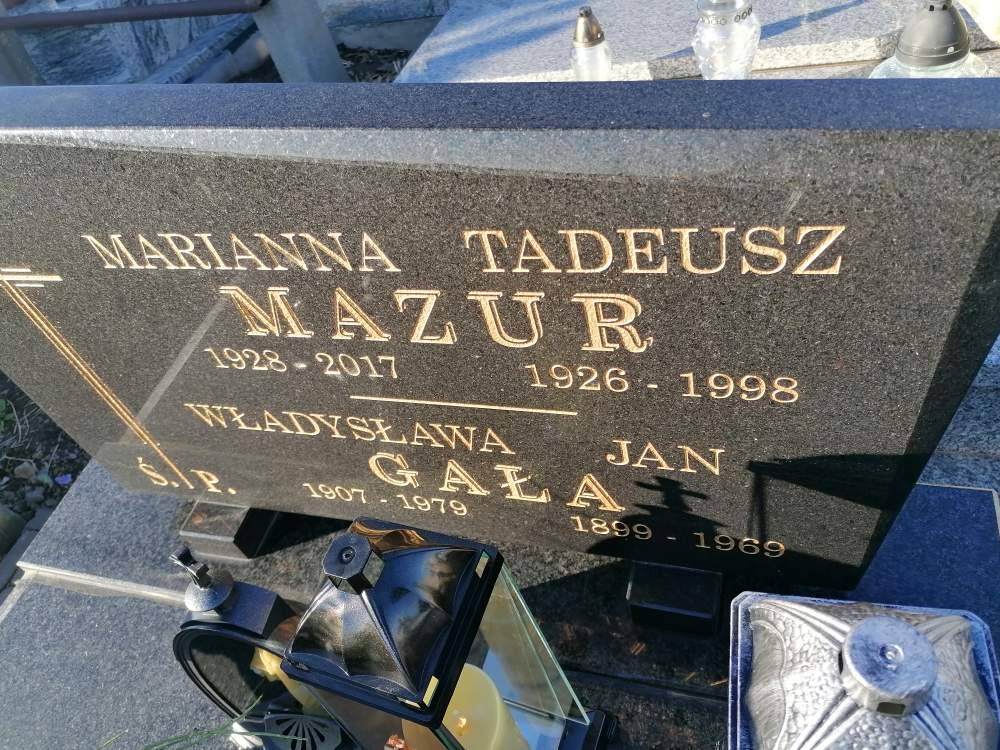 MARIANNA TADEUSZ
MAZUR
1928 - 2017 1926 - 1998
WŁADYSŁAWA JAN
GAŁA
1907 - 1979 1899 - 1969
Ś. P.